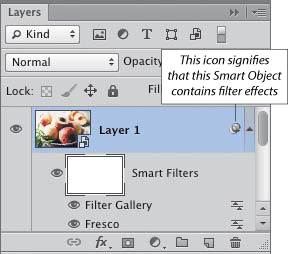 Layers
Kind
T
Normal
Opacity
This icon signifies
that this Smart Object
contains filter effects
Lock:
Fil
Layer 1
Smart Filters
Filter Gallery
Fresco
fx